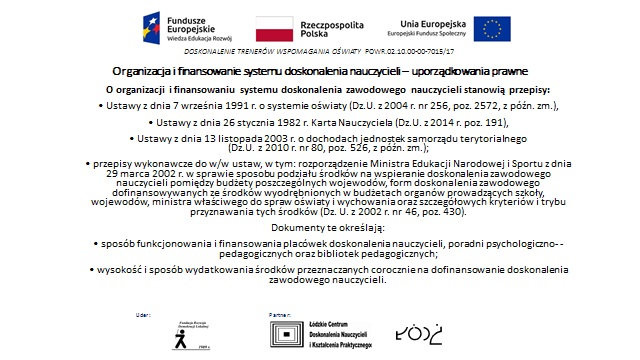 Fundusze
Europejskie
Wiedza Edukacja Rozwój
Rzeczpospolita
Polska
Unia Europejska
Europejski Fundusz Społeczny
DOSKONALENIE TRENERÓW WSPOMAGANIA OŚWIATY POWR.02.10.00-00-7015/17
Organizacja i finansowanie systemu doskonalenia nauczycieli – uporządkowania prawne
O organizacji i finansowaniu systemu doskonalenia zawodowego nauczycieli stanowią przepisy:
• Ustawy z dnia 7 września 1991 r. o systemie oświaty (Dz.U. z 2004 r. nr 256, poz. 2572, z późn. zm.),
• Ustawy z dnia 26 stycznia 1982 r. Karta Nauczyciela (Dz.U. z 2014 r. poz. 191),
• Ustawy z dnia 13 listopada 2003 r. o dochodach jednostek samorządu terytorialnego
(Dz.U. z 2010 r. nr 80, poz. 526, z późn. zm.);
• przepisy wykonawcze do w/w ustaw, w tym: rozporządzenie Ministra Edukacji Narodowej i Sportu z dnia
29 marca 2002 r. w sprawie sposobu podziału środków na wspieranie doskonalenia zawodowego
nauczycieli pomiędzy budżety poszczególnych wojewodów, form doskonalenia zawodowego
dofinansowywanych ze środków wyodrębnionych w budżetach organów prowadzących szkoły,
wojewodów, ministra właściwego do spraw oświaty i wychowania oraz szczegółowych kryteriów i trybu
przyznawania tych środków (Dz. U. z 2002 r. nr 46, poz. 430).
Dokumenty te określają:
• sposób funkcjonowania i finansowania placówek doskonalenia nauczycieli, poradni psychologiczno- -
pedagogicznych oraz bibliotek pedagogicznych;
• wysokość i sposób wydatkowania środków przeznaczanych corocznie na dofinansowanie doskonalenia
zawodowego nauczycieli.
Lider:
Partner:
Fundacja Rozwoju
Demokracji Lokalnej
1989 r.
Łódzkie Centrum
Doskonalenia Nauczycieli
i Kształcenia Praktycznego
ŁÓDŹ